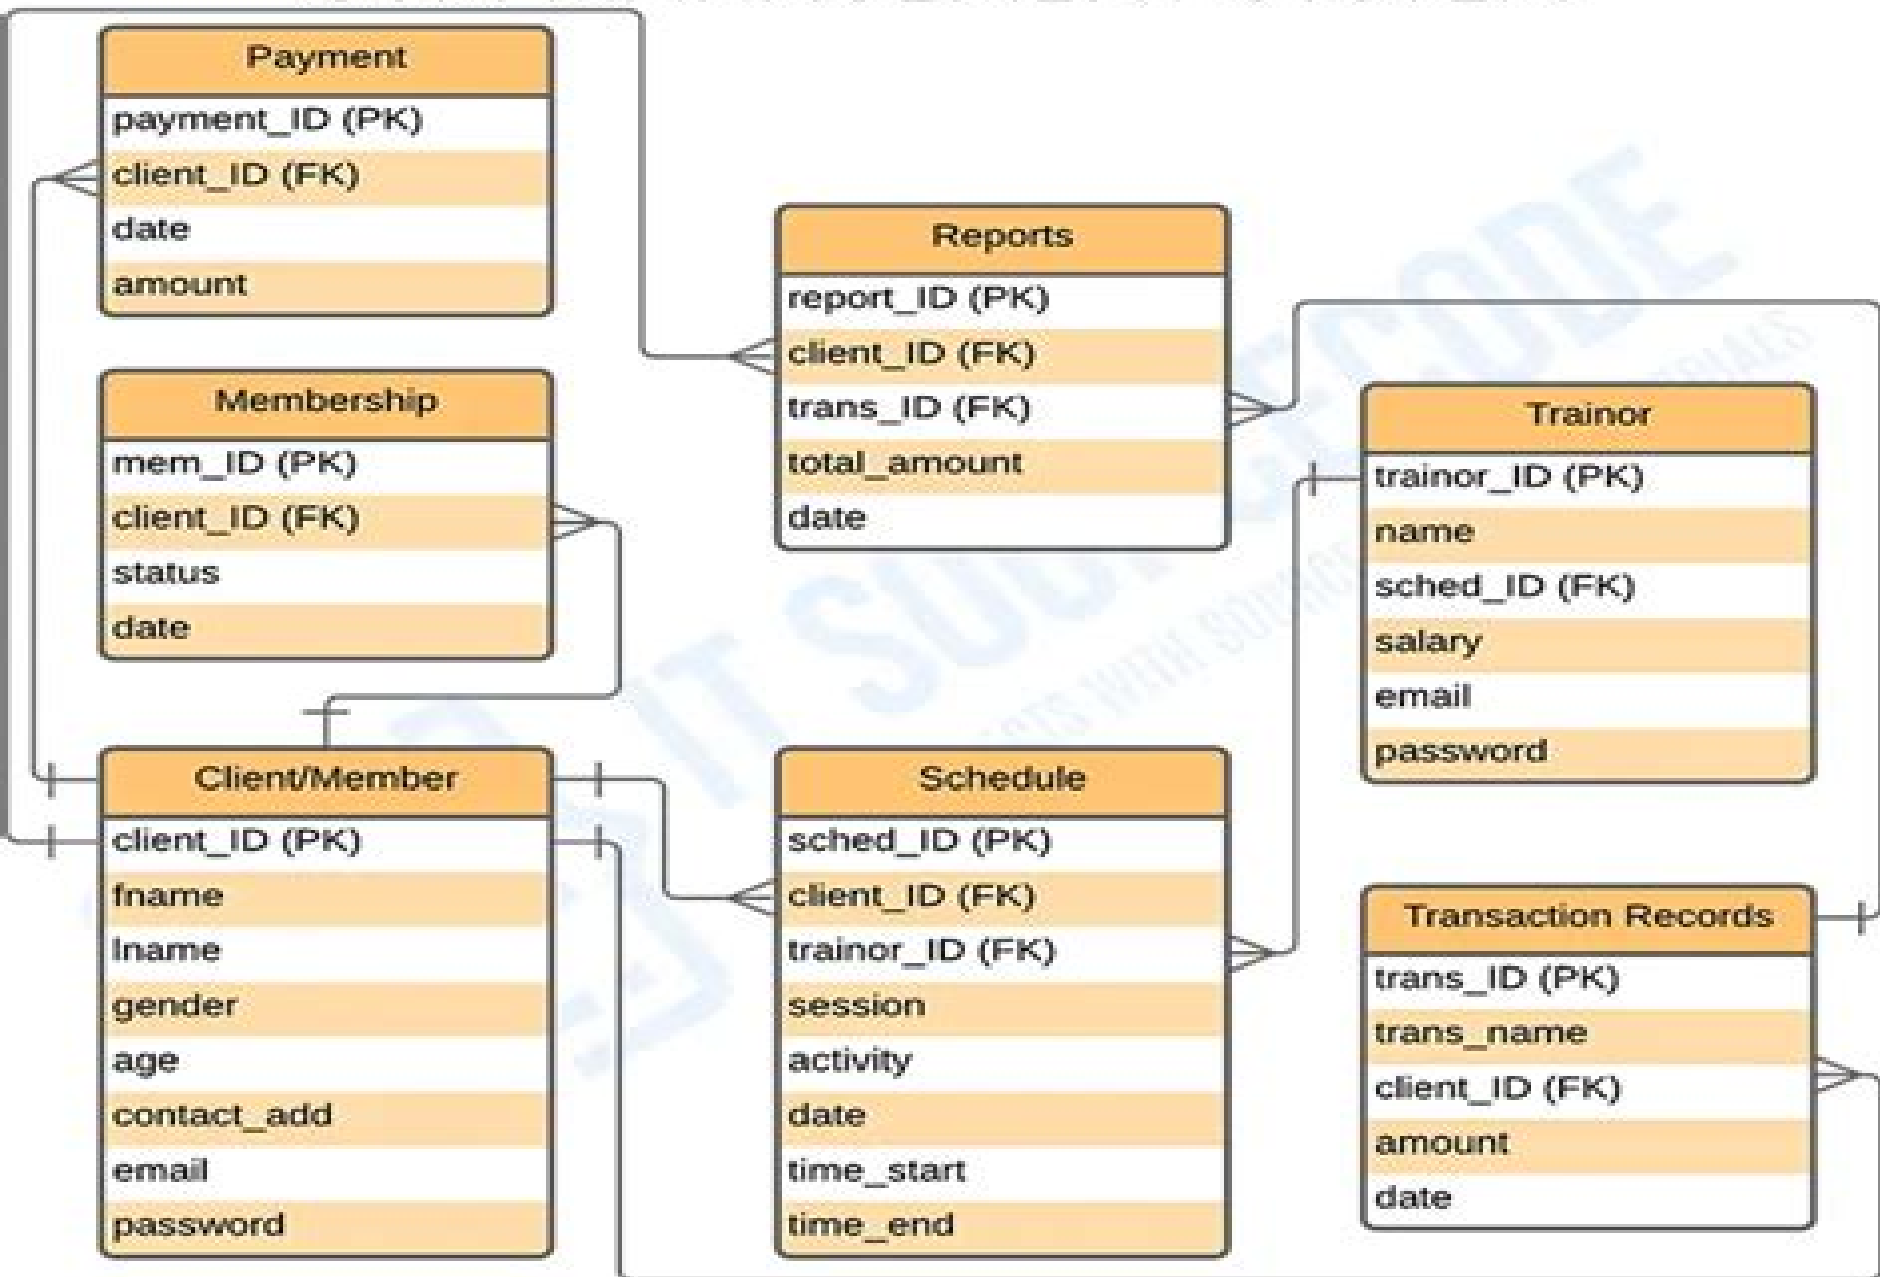 Payment
payment_ID (PK)
client_ID (FK)
date
amount
Membership
mem_ID (PK)
client_ID (FK)
status
date
Client/Member
client_ID (PK)
fname
lname
gender
age
contact_add
email
password
Reports
report_ID (PK)
client_ID (FK)
trans_ID (FK)
total_amount
date
Schedule
sched_ID (PK)
client_ID (FK)
trainor_ID (FK)
session
activity
date
time_start
time_end
Trainor
trainor_ID (PK)
name
sched_ID (FK)
salary
email
password
Transaction Records
trans_ID (PK)
trans_name
client_ID (FK)
amount
date
IT SOURCECODE